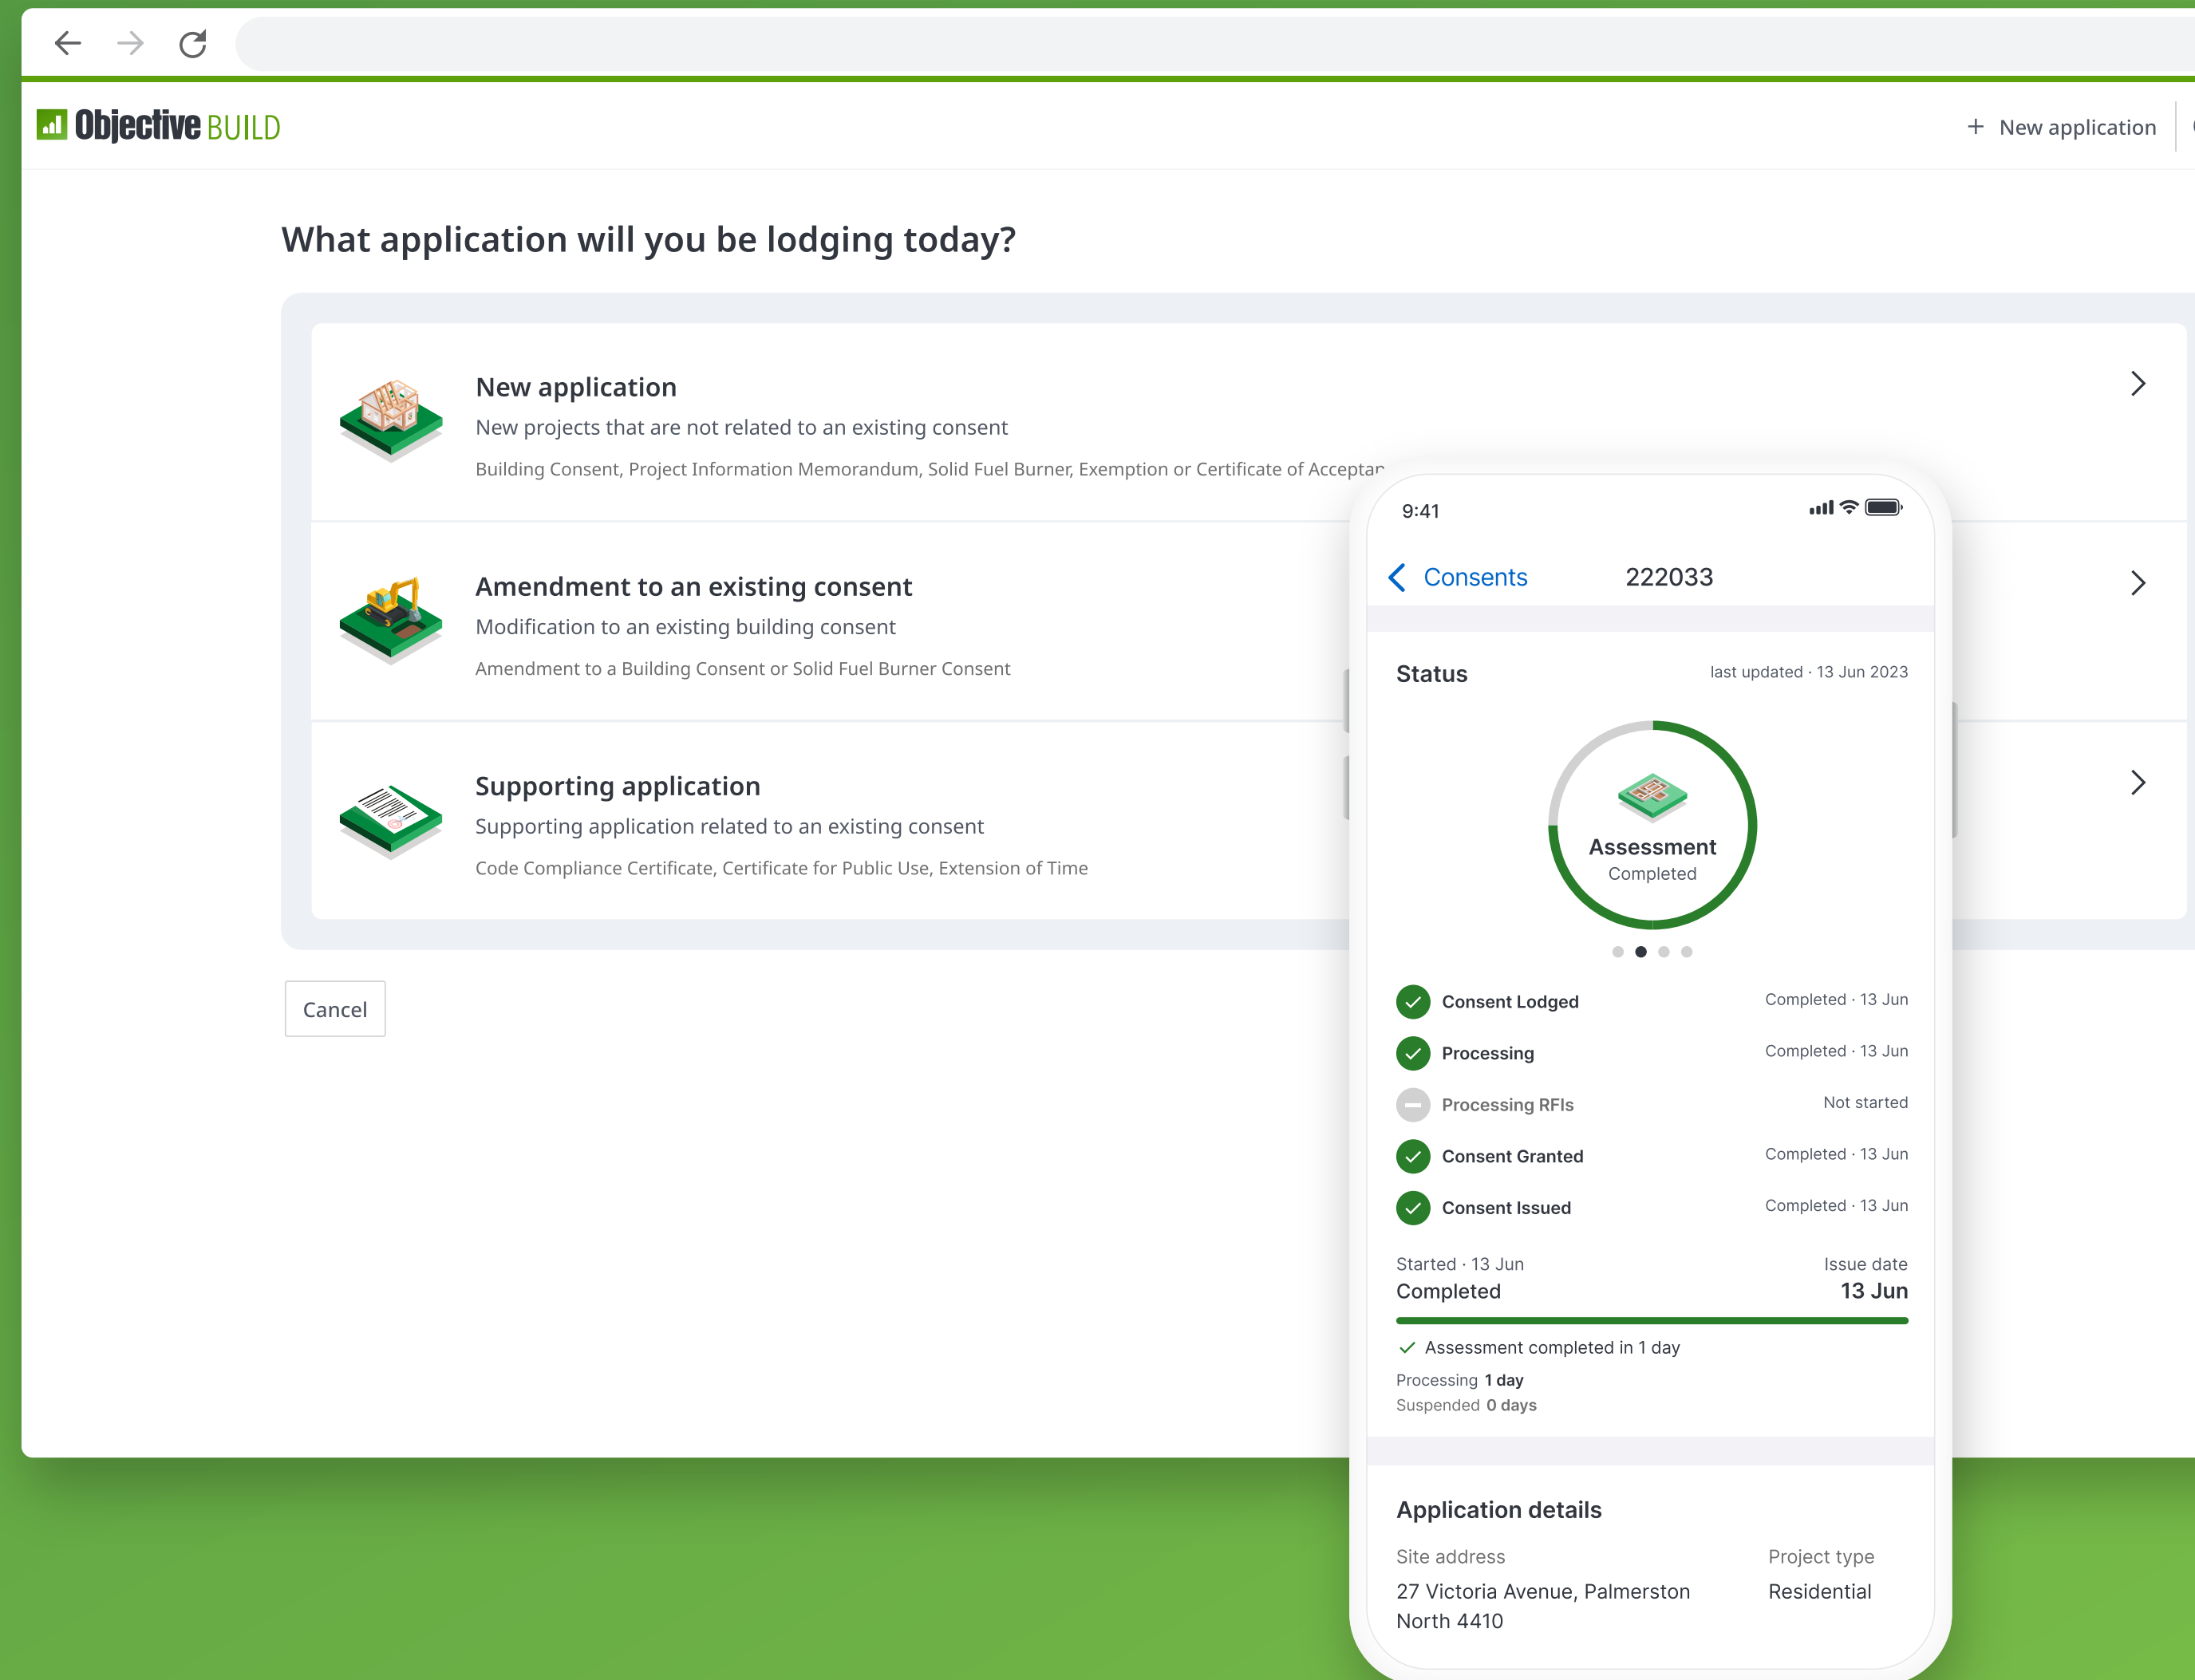 Objective BUILD
+ New application
What application will you be lodging today?
New application
New projects that are not related to an existing consent
Building Consent, Project Information Memorandum, Solid Fuel Burner, Exemption or Certificate of
Amendment to an existing consent
Modification to an existing building consent
Amendment to a Building Consent or Solid Fuel Burner Consent
Supporting application
Supporting application related to an existing consent
Code Compliance Certificate, Certificate for Public Use, Extension of Time
Cancel
9:41
Consents 222033
Status last updated · 13 Jun 2023
Assessment
Completed
Consent Lodged Completed · 13 Jun
Processing Completed · 13 Jun
Processing RFIs Not started
Consent Granted Completed · 13 Jun
Consent Issued Completed · 13 Jun
Started · 13 Jun Issue date
Completed 13 Jun
Assessment completed in 1 day
Processing 1 day
Suspended 0 days
Application details
Site address Project type
27 Victoria Avenue, Palmerston Residential
North 4410